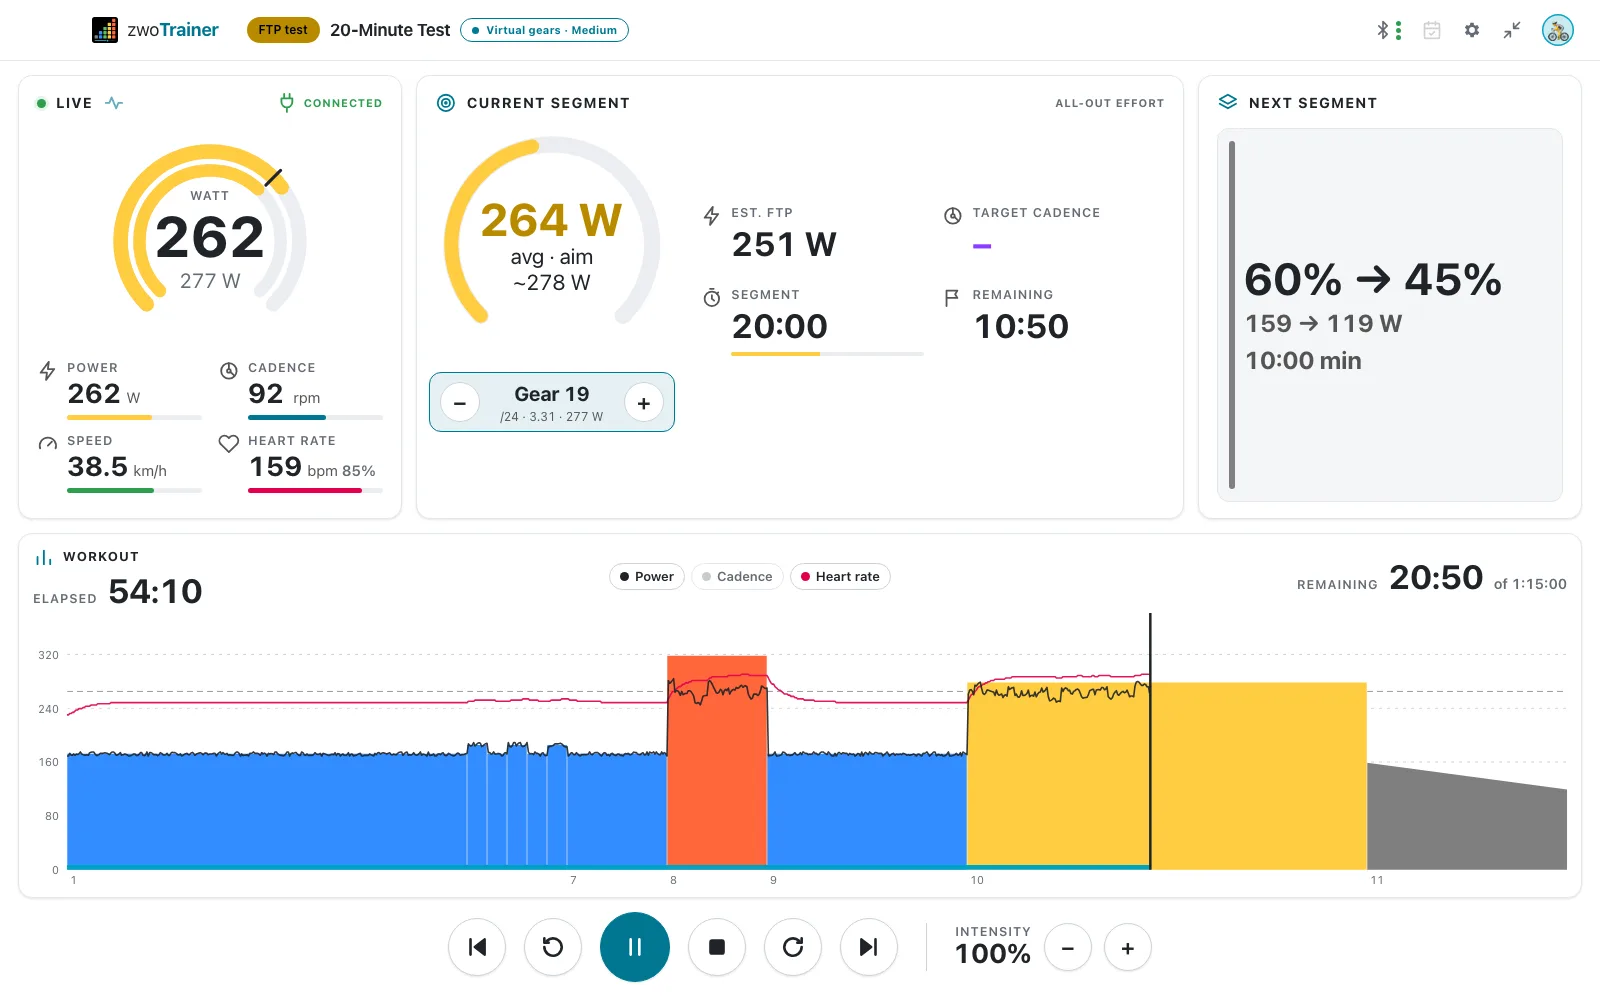 zwoTrainer
FTP test
20-Minute Test
Virtual gears · Medium
LIVE
CONNECTED
WATT
262
277 W
POWER
262 W
CADENCE
92 rpm
SPEED
38.5 km/h
HEART RATE
159 bpm 85%
CURRENT SEGMENT
ALL-OUT EFFORT
264 W
avg · aim
~278 W
EST. FTP
251 W
TARGET CADENCE
–
SEGMENT
20:00
REMAINING
10:50
−
Gear 19
/24 · 3.31 · 277 W
+
NEXT SEGMENT
60% → 45%
159 → 119 W
10:00 min
WORKOUT
ELAPSED 54:10
Power
Cadence
Heart rate
REMAINING 20:50 of 1:15:00
320
240
160
80
0
1 7 8 9 10 11
INTENSITY
100%
−
+